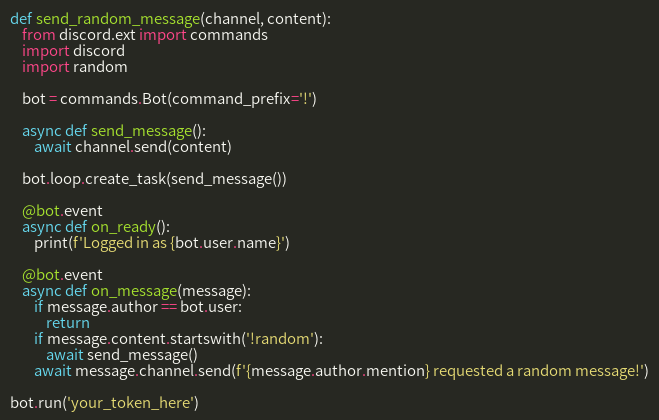 def send_random_message(channel, content):
    from discord.ext import commands
    import discord
    import random

    bot = commands.Bot(command_prefix='!')

    async def send_message():
        await channel.send(content)

    bot.loop.create_task(send_message())

    @bot.event
    async def on_ready():
        print(f'Logged in as {bot.user.name}')

    @bot.event
    async def on_message(message):
        if message.author == bot.user:
            return
        if message.content.startswith('!random'):
            await send_message()
        await message.channel.send(f'{message.author.mention} requested a random message!')

bot.run('your_token_here')